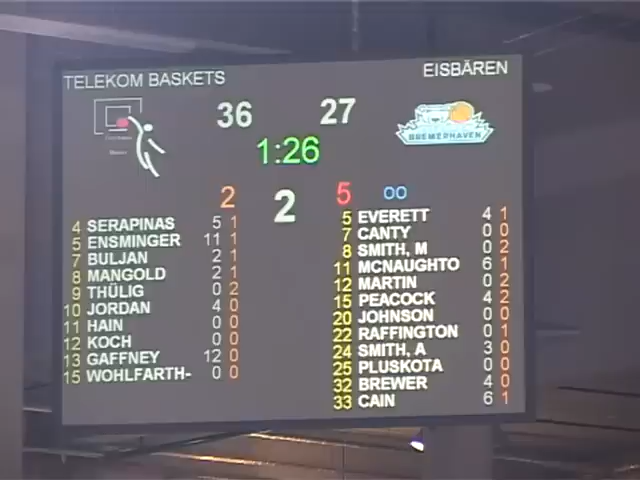 TELEKOM BASKETS EISBÄREN
36 27
BREMERHAVEN
1:26
2 2 5 00
4 SERAPINAS 5 1
5 ENSMINGER 11 1
7 BULJAN 2 1
8 MANGOLD 2 1
9 THÜLIG 0 2
10 JORDAN 4 0
11 HAIN 0 0
12 KOCH 0 0
13 GAFFNEY 12 0
15 WOHLFARTH- 0 0
5 EVERETT 4 1
7 CANTY 0 0
8 SMITH, M 0 2
11 MCNAUGHTO 6 1
12 MARTIN 0 2
15 PEACOCK 4 2
20 JOHNSON 0 0
22 RAFFINGTON 0 1
24 SMITH, A 3 0
25 PLUSKOTA 0 0
32 BREWER 4 0
33 CAIN 6 1